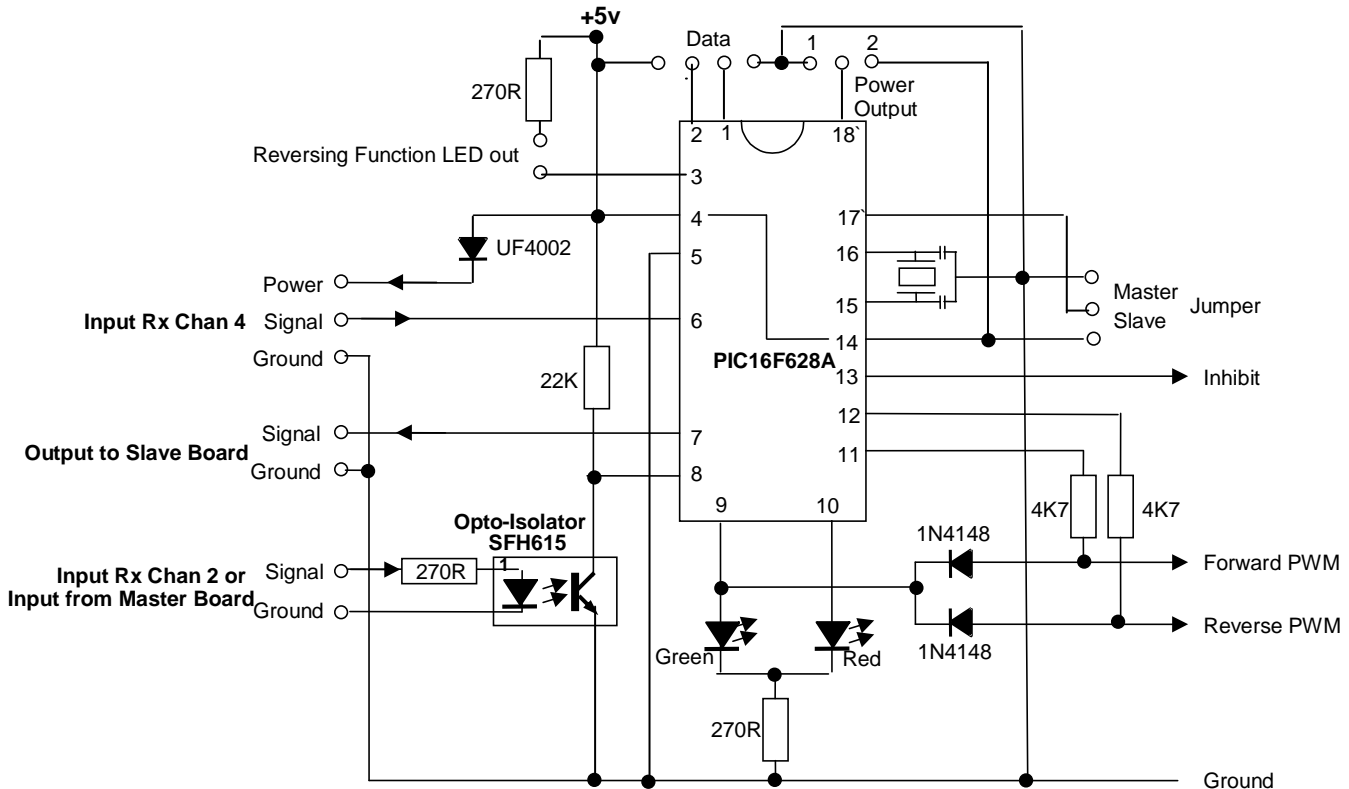 +5v
Data
1
2
270R
Power
Output
2
1
18`
Reversing Function LED out
3
4
17`
UF4002
5
16
Power
Master
Slave
Jumper
Input Rx Chan 4
Signal
6
15
Ground
14
PIC16F628A
22K
13
Inhibit
12
Signal
7
Output to Slave Board
11
Ground
8
9
10
4K7
4K7
Opto-Isolator
SFH615
1N4148
1
Input Rx Chan 2 or
Input from Master Board
Signal
270R
Forward PWM
Ground
Reverse PWM
1N4148
Green
Red
270R
Ground